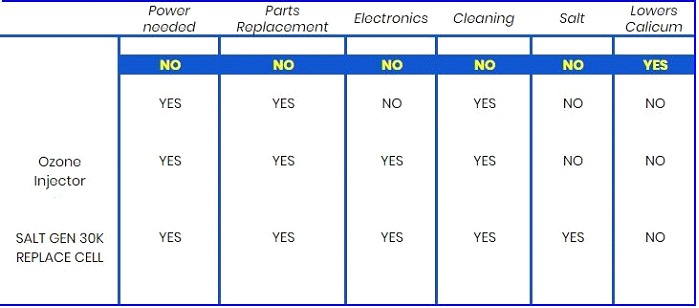 Power needed Parts Replacement Electronics Cleaning Salt Lowers Calicum
NO NO NO NO NO YES
YES YES NO YES NO NO
Ozone Injector YES YES YES YES NO NO
SALT GEN 30K REPLACE CELL YES YES YES YES YES NO